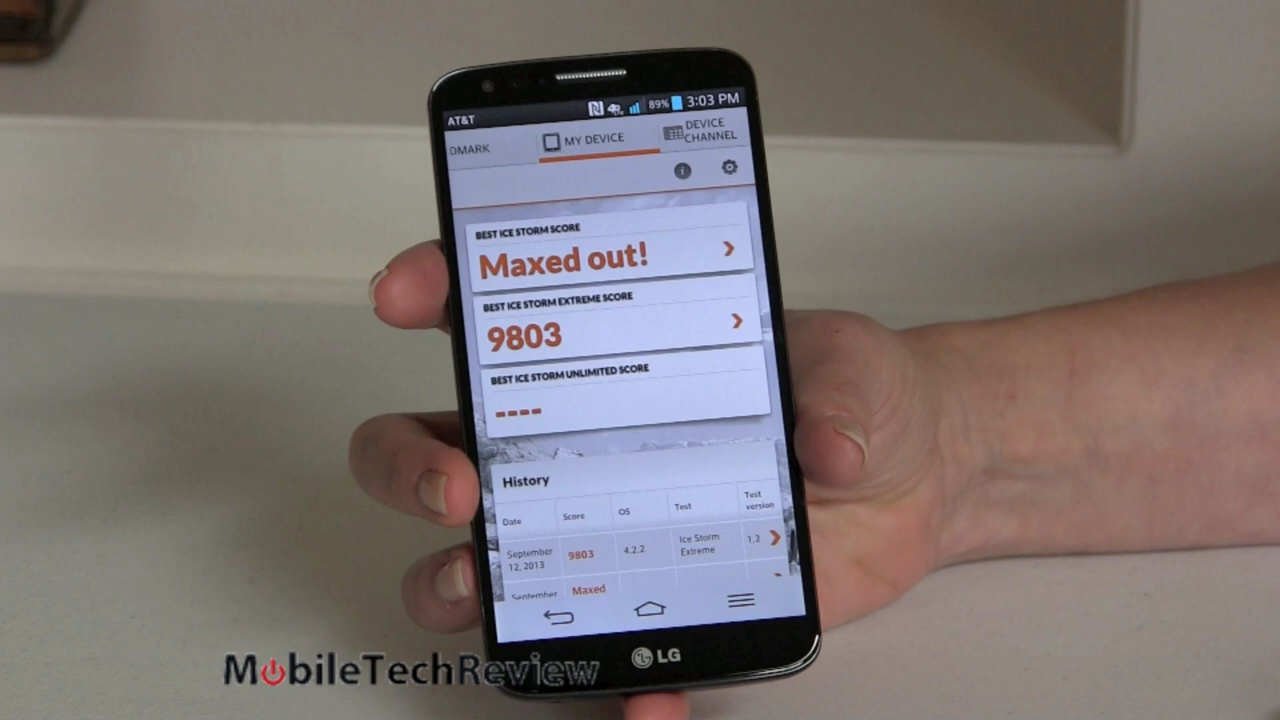 AT&T 89% 3:03 PM
DMARK MY DEVICE DEVICE CHANNEL
BEST ICE STORM SCORE
Maxed out!
BEST ICE STORM EXTREME SCORE
9803
BEST ICE STORM UNLIMITED SCORE
----
History
Date Score OS Test Test version
September 12, 2013 9803 4.2.2 Ice Storm Extreme 1.2
September Maxed
LG
MobileTechReview